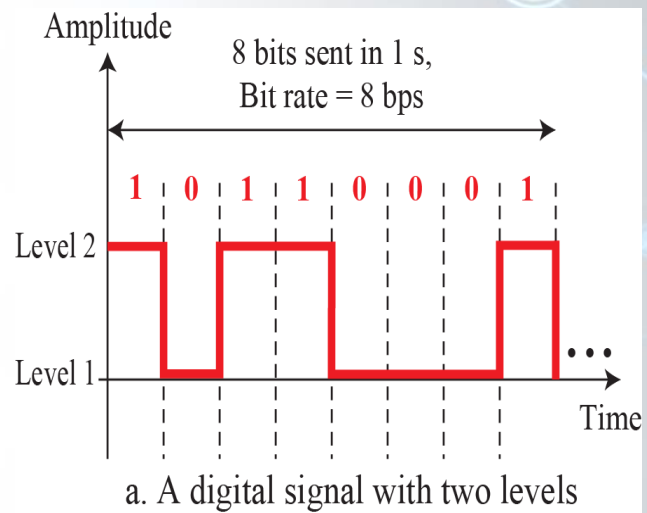 Amplitude
8 bits sent in 1 s,
Bit rate = 8 bps
1 0 1 1 0 0 0 1
Level 2
...
Level 1
Time
a. A digital signal with two levels